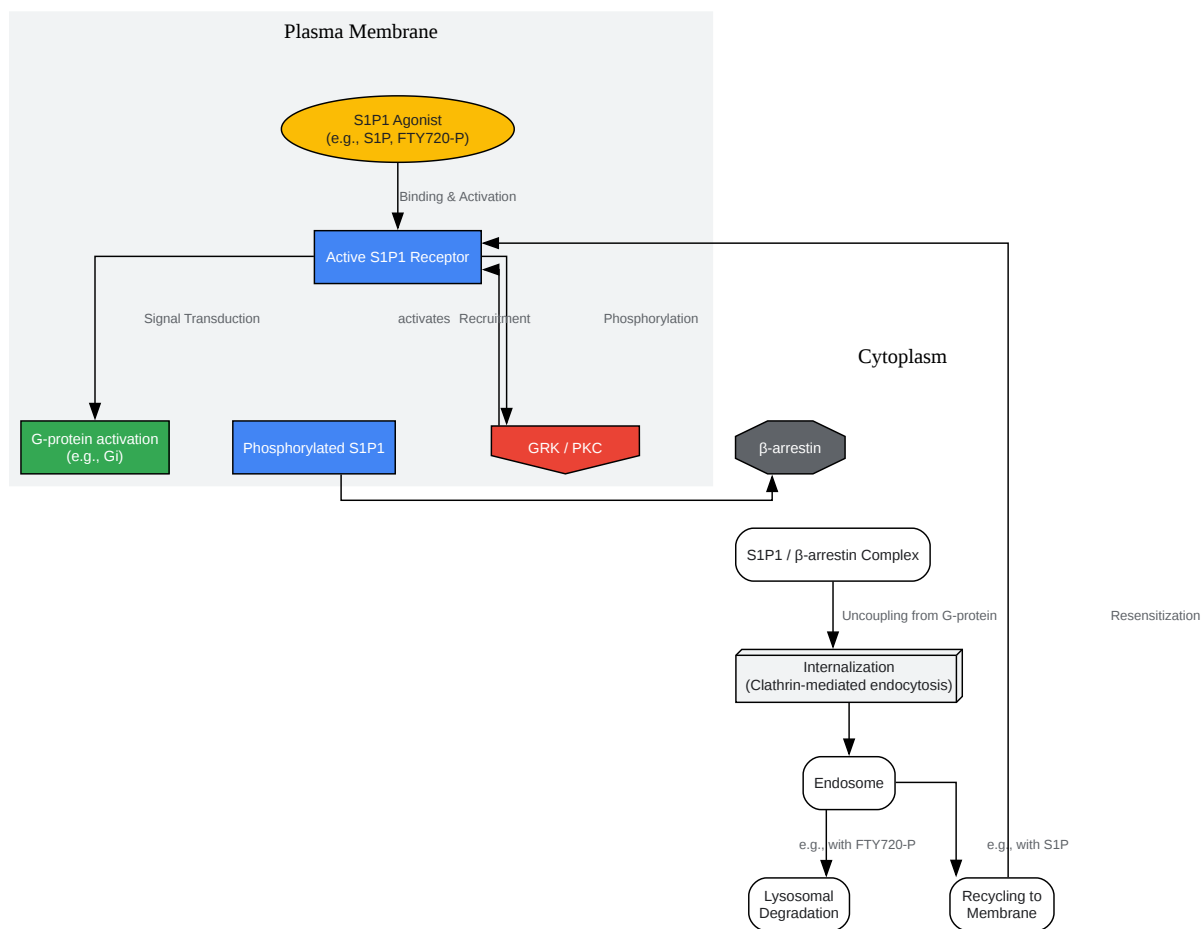 Plasma Membrane
S1P1 Agonist
(e.g., S1P, FTY720-P)
Binding & Activation
Active S1P1 Receptor
Signal Transduction
activates
Recruitment
Phosphorylation
Cytoplasm
G-protein activation
(e.g., Gi)
Phosphorylated S1P1
GRK / PKC
β-arrestin
S1P1 / β-arrestin Complex
Uncoupling from G-protein
Resensitization
Internalization
(Clathrin-mediated endocytosis)
Endosome
e.g., with FTY720-P
e.g., with S1P
Lysosomal
Degradation
Recycling to
Membrane